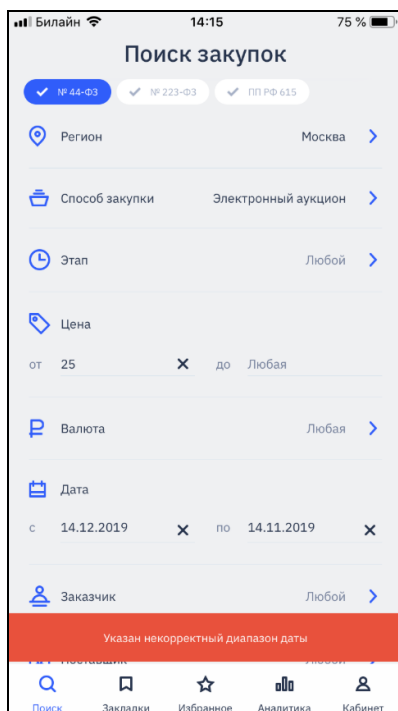 Билайн 14:15 75 %
Поиск закупок
№ 44-ФЗ № 223-ФЗ ПП РФ 615
Регион Москва
Способ закупки Электронный аукцион
Этап Любой
Цена
от 25 до Любая
Валюта Любая
Дата
с 14.12.2019 по 14.11.2019
Заказчик Любой
Указан некорректный диапазон даты
Поиск Закладки Избранное Аналитика Кабинет